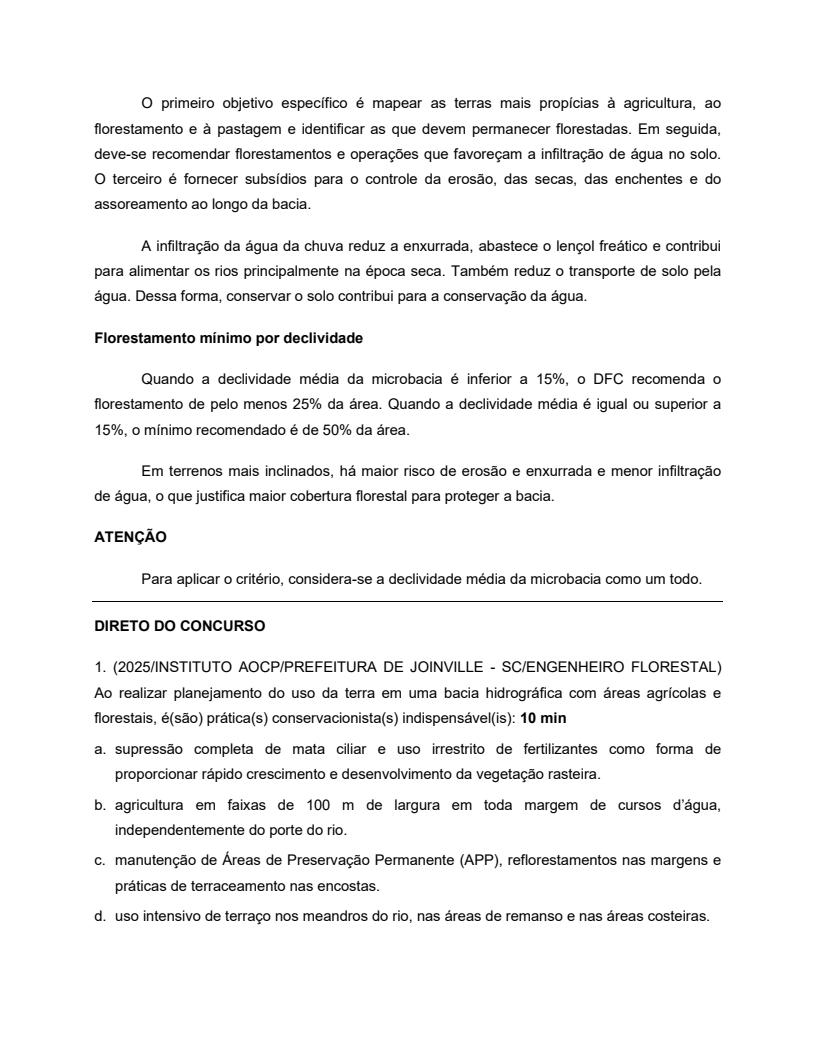 O primeiro objetivo específico é mapear as terras mais propícias à agricultura, ao
florestamento e à pastagem e identificar as que devem permanecer florestadas. Em seguida,
deve-se recomendar florestamentos e operações que favoreçam a infiltração de água no solo.
O terceiro é fornecer subsídios para o controle da erosão, das secas, das enchentes e do
assoreamento ao longo da bacia.
A infiltração da água da chuva reduz a enxurrada, abastece o lençol freático e contribui
para alimentar os rios principalmente na época seca. Também reduz o transporte de solo pela
água. Dessa forma, conservar o solo contribui para a conservação da água.
Florestamento mínimo por declividade
Quando a declividade média da microbacia é inferior a 15%, o DFC recomenda o
florestamento de pelo menos 25% da área. Quando a declividade média é igual ou superior a
15%, o mínimo recomendado é de 50% da área.
Em terrenos mais inclinados, há maior risco de erosão e enxurrada e menor infiltração
de água, o que justifica maior cobertura florestal para proteger a bacia.
ATENÇÃO
Para aplicar o critério, considera-se a declividade média da microbacia como um todo.
DIRETO DO CONCURSO
1. (2025/INSTITUTO AOCP/PREFEITURA DE JOINVILLE - SC/ENGENHEIRO FLORESTAL)
Ao realizar planejamento do uso da terra em uma bacia hidrográfica com áreas agrícolas e
florestais, é(são) prática(s) conservacionista(s) indispensável(is): 10 min
a. supressão completa de mata ciliar e uso irrestrito de fertilizantes como forma de
proporcionar rápido crescimento e desenvolvimento da vegetação rasteira.
b. agricultura em faixas de 100 m de largura em toda margem de cursos d’água,
independentemente do porte do rio.
c. manutenção de Áreas de Preservação Permanente (APP), reflorestamentos nas margens e
práticas de terraceamento nas encostas.
d. uso intensivo de terraço nos meandros do rio, nas áreas de remanso e nas áreas costeiras.